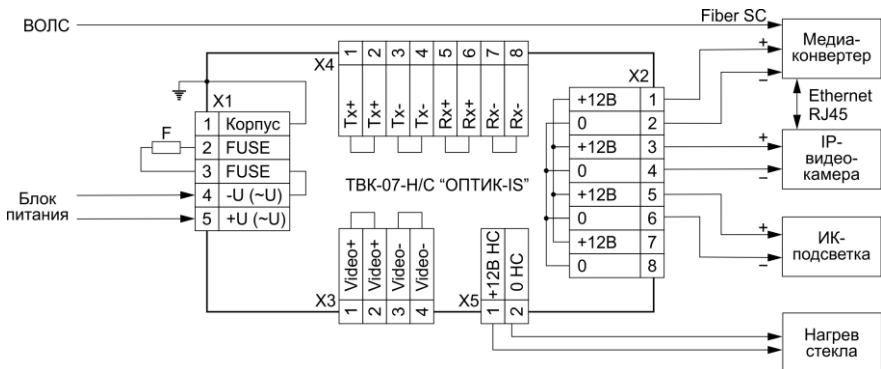 ВОЛС
Fiber SC
Медиа-
конвертер
+
−
Ethernet
RJ45
IP-
видео-
камера
+
−
ИК-
подсветка
+
−
Нагрев
стекла
X4
1 2 3 4 5 6 7 8
Tx+ Tx+ Tx- Tx- Rx+ Rx+ Rx- Rx-
X1
1 Корпус
2 FUSE
3 FUSE
4 -U (~U)
5 +U (~U)
F
Блок
питания
ТВК-07-Н/С “ОПТИК-IS”
X2
+12В 1
0 2
+12В 3
0 4
+12В 5
0 6
+12В 7
0 8
X3
Video+ Video+ Video- Video-
1 2 3 4
X5
+12В НС 0 НС
1 2